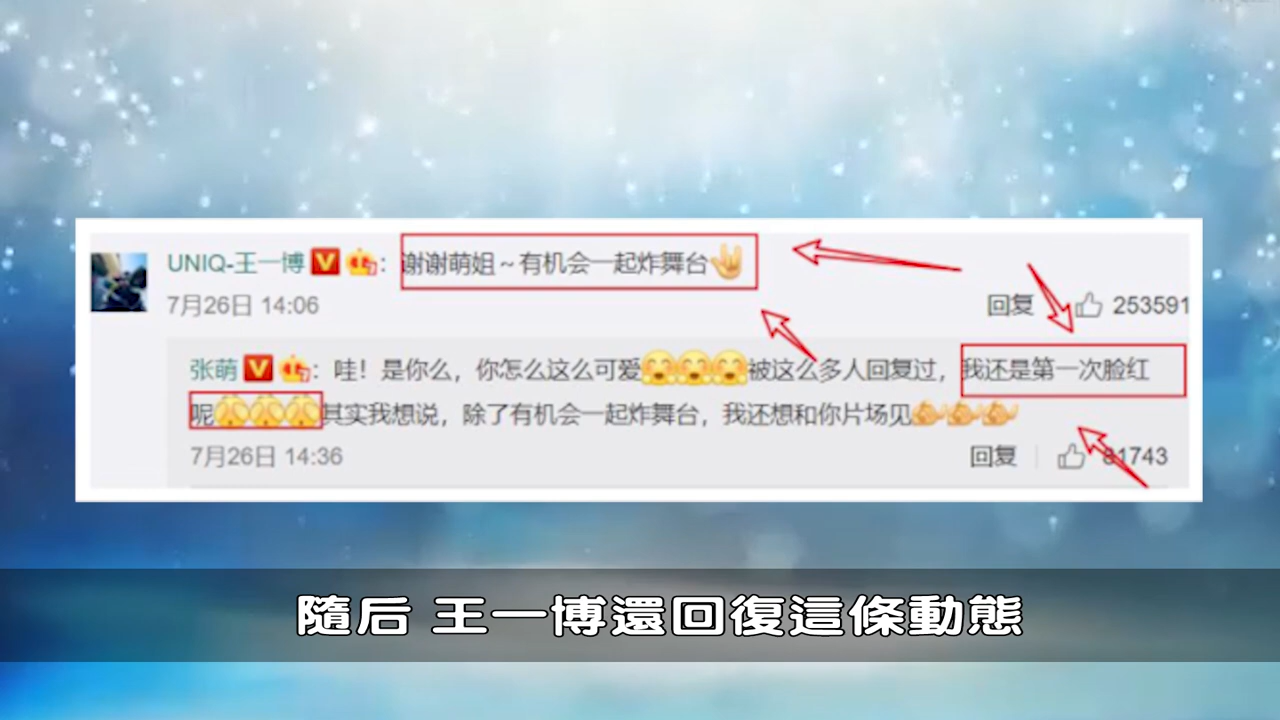 UNIQ-王一博 V : 谢谢萌姐～有机会一起炸舞台
7月26日 14:06
回复 253591
张萌 V : 哇！是你么，你怎么这么可爱被这么多人回复过，我还是第一次脸红
呢其实我想说，除了有机会一起炸舞台，我还想和你片场见
7月26日 14:36
回复 81743
隨后 王一博還回復這條動態